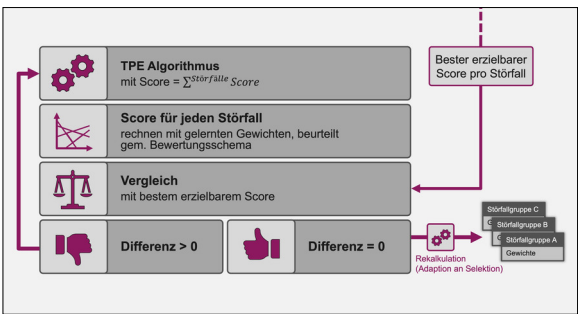 TPE Algorithmus
mit Score = ∑^Störfälle Score
Bester erzielbarer
Score pro Störfall
Score für jeden Störfall
rechnen mit gelernten Gewichten, beurteilt
gem. Bewertungsschema
Vergleich
mit bestem erzielbarem Score
Differenz > 0
Differenz = 0
Rekalkulation
(Adaption an Selektion)
Störfallgruppe C
G
Störfallgruppe B
G
Störfallgruppe A
Gewichte